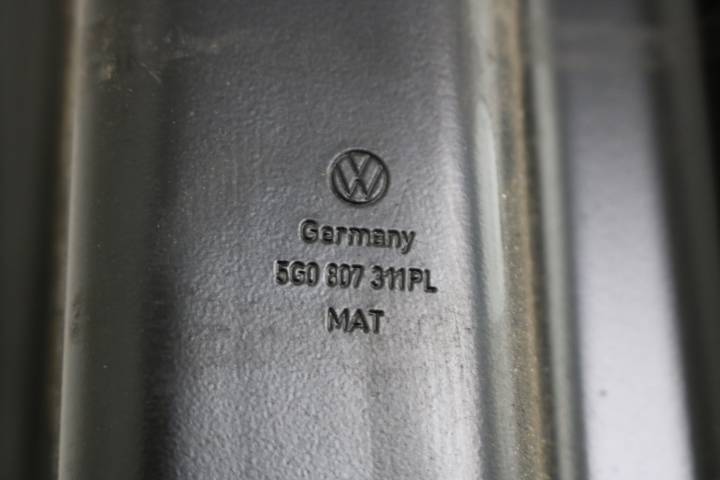 Germany
5G0 807 311PL
MAT